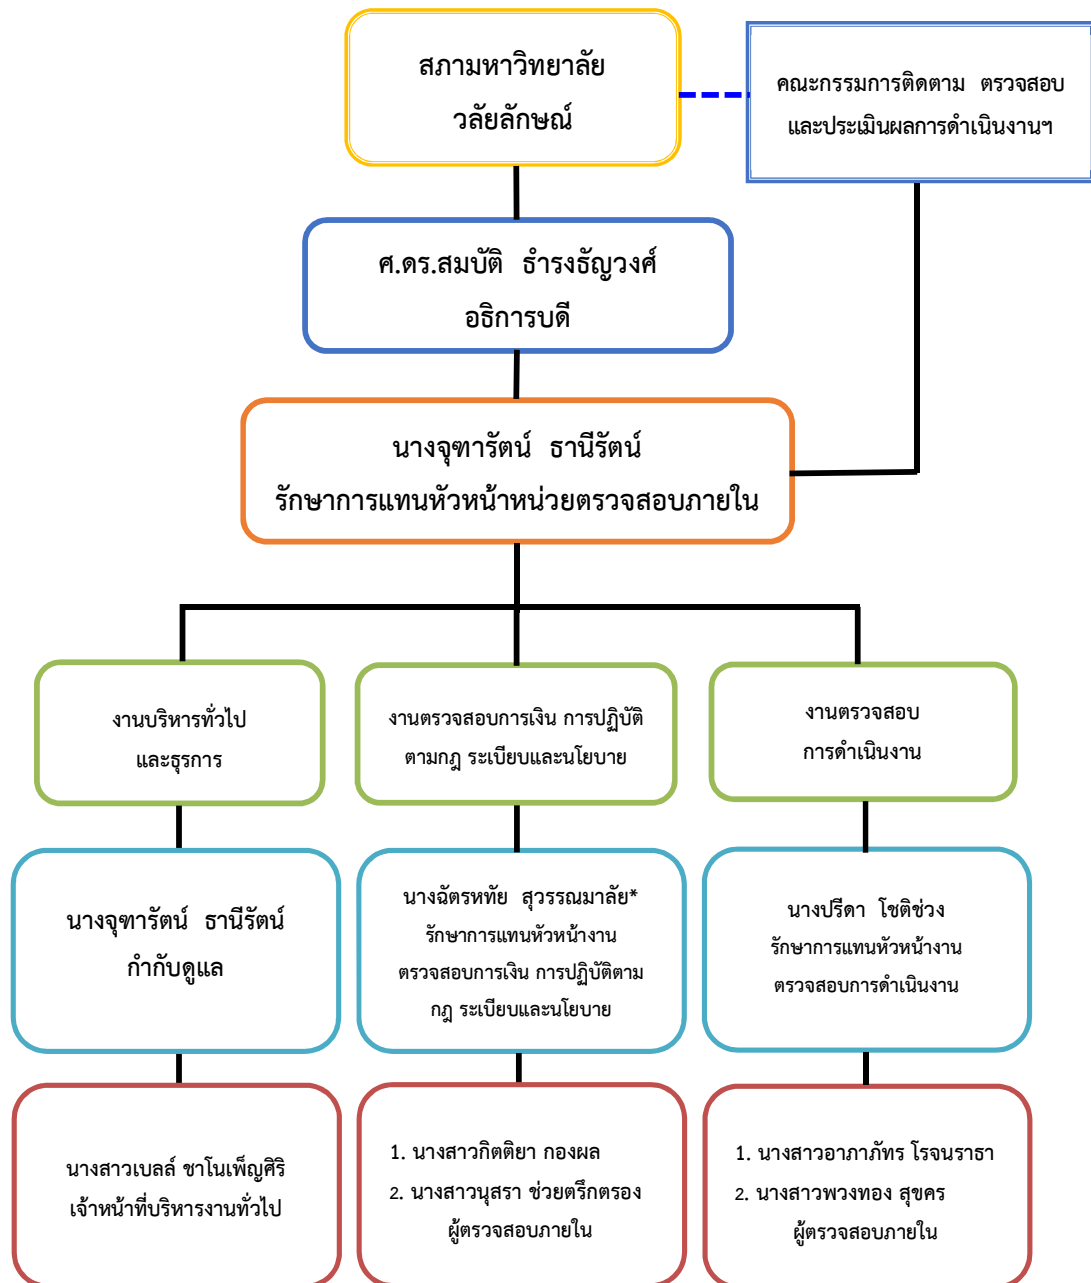 สภามหาวิทยาลัย
วลัยลักษณ์
คณะกรรมการติดตาม ตรวจสอบ
และประเมินผลการดำเนินงานฯ
ศ.ดร.สมบัติ ธำรงธัญวงศ์
อธิการบดี
นางจุฑารัตน์ ธานีรัตน์
รักษาการแทนหัวหน้าหน่วยตรวจสอบภายใน
งานบริหารทั่วไป
และธุรการ
งานตรวจสอบการเงิน การปฏิบัติ
ตามกฎ ระเบียบและนโยบาย
งานตรวจสอบ
การดำเนินงาน
นางจุฑารัตน์ ธานีรัตน์
กำกับดูแล
นางฉัตรหทัย สุวรรณมาลัย*
รักษาการแทนหัวหน้างาน
ตรวจสอบการเงิน การปฏิบัติตาม
กฎ ระเบียบและนโยบาย
นางปรีดา โชติช่วง
รักษาการแทนหัวหน้างาน
ตรวจสอบการดำเนินงาน
นางสาวเบลล์ ชาโนเพ็ญศิริ
เจ้าหน้าที่บริหารงานทั่วไป
1. นางสาวกิตติยา กองผล
2. นางสาวนุสรา ช่วยตรึกตรอง
ผู้ตรวจสอบภายใน
1. นางสาวอาภาภัทร โรจนราธา
2. นางสาวพวงทอง สุขคร
ผู้ตรวจสอบภายใน